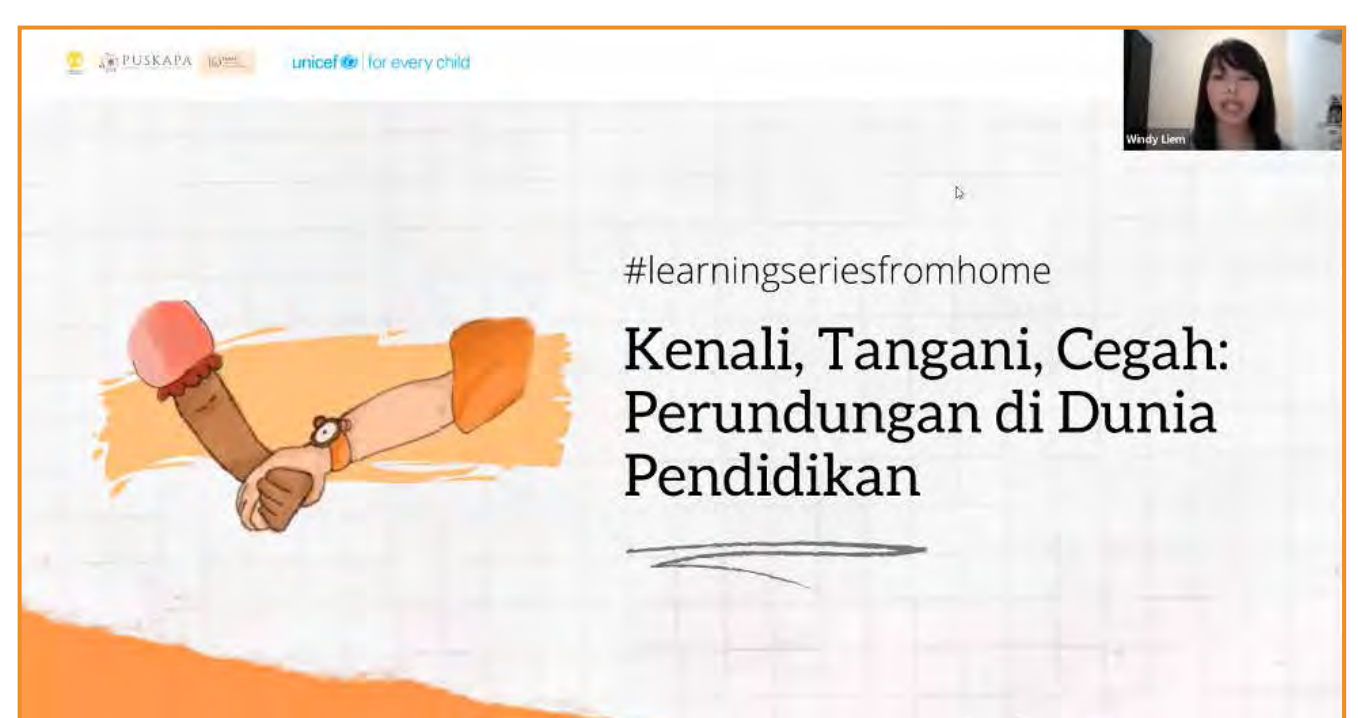 PUSKAPA
unicef for every child
Windy Liem
#learningseriesfromhome
Kenali, Tangani, Cegah:
Perundungan di Dunia
Pendidikan